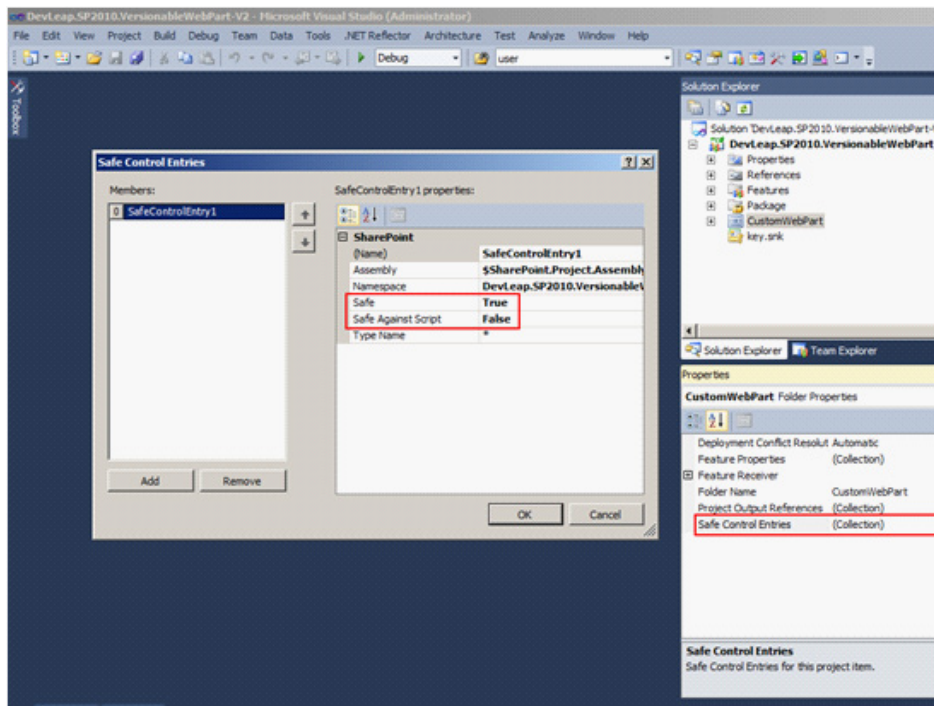 DevLeap.SP2010.VersionableWebPart-V2 - Microsoft Visual Studio (Administrator)
File Edit View Project Build Debug Team Data Tools .NET Reflector Architecture Test Analyze Window Help
Debug user
Toolbox
Solution Explorer
Solution 'DevLeap.SP2010.VersionableWebPart-
DevLeap.SP2010.VersionableWebPart
Properties
References
Features
Package
CustomWebPart
key.snk
Safe Control Entries
Members:
0 SafeControlEntry1
Add Remove
SafeControlEntry1 properties:
SharePoint
(Name) SafeControlEntry1
Assembly $SharePoint.Project.Assembly
Namespace DevLeap.SP2010.VersionableW
Safe True
Safe Against Script False
Type Name *
OK Cancel
Solution Explorer Team Explorer
Properties
CustomWebPart Folder Properties
Deployment Conflict Resolut Automatic
Feature Properties (Collection)
Feature Receiver
Folder Name CustomWebPart
Project Output References (Collection)
Safe Control Entries (Collection)
Safe Control Entries
Safe Control Entries for this project item.